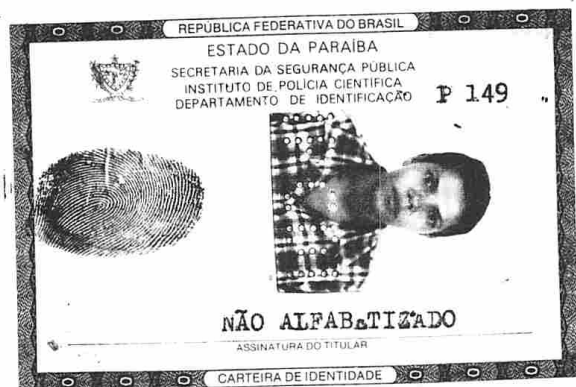 REPÚBLICA FEDERATIVA DO BRASIL
ESTADO DA PARAÍBA
SECRETARIA DA SEGURANÇA PÚBLICA
INSTITUTO DE POLÍCIA CIENTÍFICA
DEPARTAMENTO DE IDENTIFICAÇÃO
P 149
NÃO ALFABETIZADO
ASSINATURA DO TITULAR
CARTEIRA DE IDENTIDADE